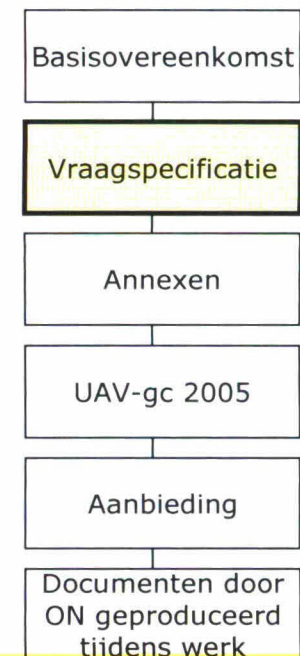 Basisovereenkomst
Vraagspecificatie
Annexen
UAV-gc 2005
Aanbieding
Documenten door
ON geproduceerd
tijdens werk